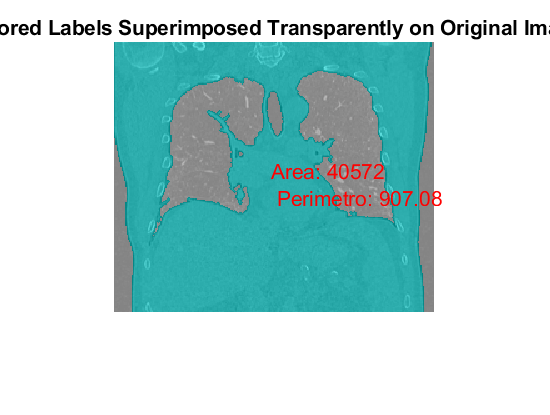 ored Labels Superimposed Transparently on Original Ima
Area: 40572
Perimetro: 907.08